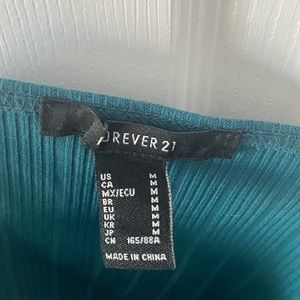 OREVER 21
US M
CA M
MX/ECU M
BR M
EU M
UK M
KR M
JP M
CN 165/88A
MADE IN CHINA